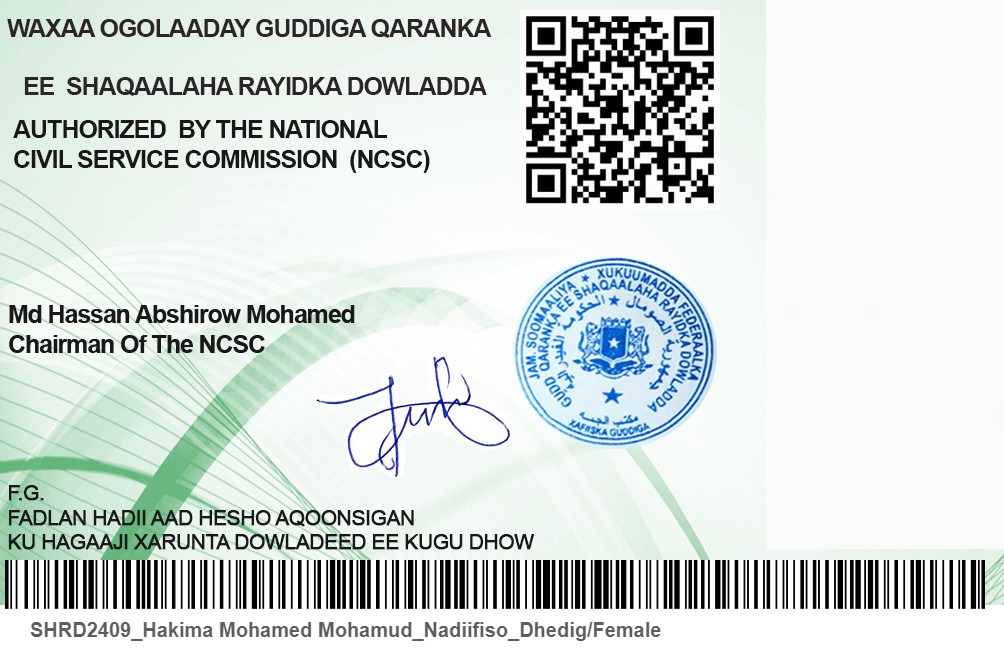 WAXAA OGOLAADAY GUDDIGA QARANKA
EE SHAQAALAHA RAYIDKA DOWLADDA
AUTHORIZED BY THE NATIONAL
CIVIL SERVICE COMMISSION (NCSC)
JAM. SOOMAALIYA ★ XUKUUMADDA FEDERAALKA
GUDD QARANKA EE SHAQAALAHA RAYIDKA DOWLADDA
مكتب الجمه
XAFIISKA GUDDIGA
Md Hassan Abshirow Mohamed
Chairman Of The NCSC
F.G.
FADLAN HADII AAD HESHO AQOONSIGAN
KU HAGAAJI XARUNTA DOWLADEED EE KUGU DHOW
SHRD2409_Hakima Mohamed Mohamud_Nadiifiso_Dhedig/Female